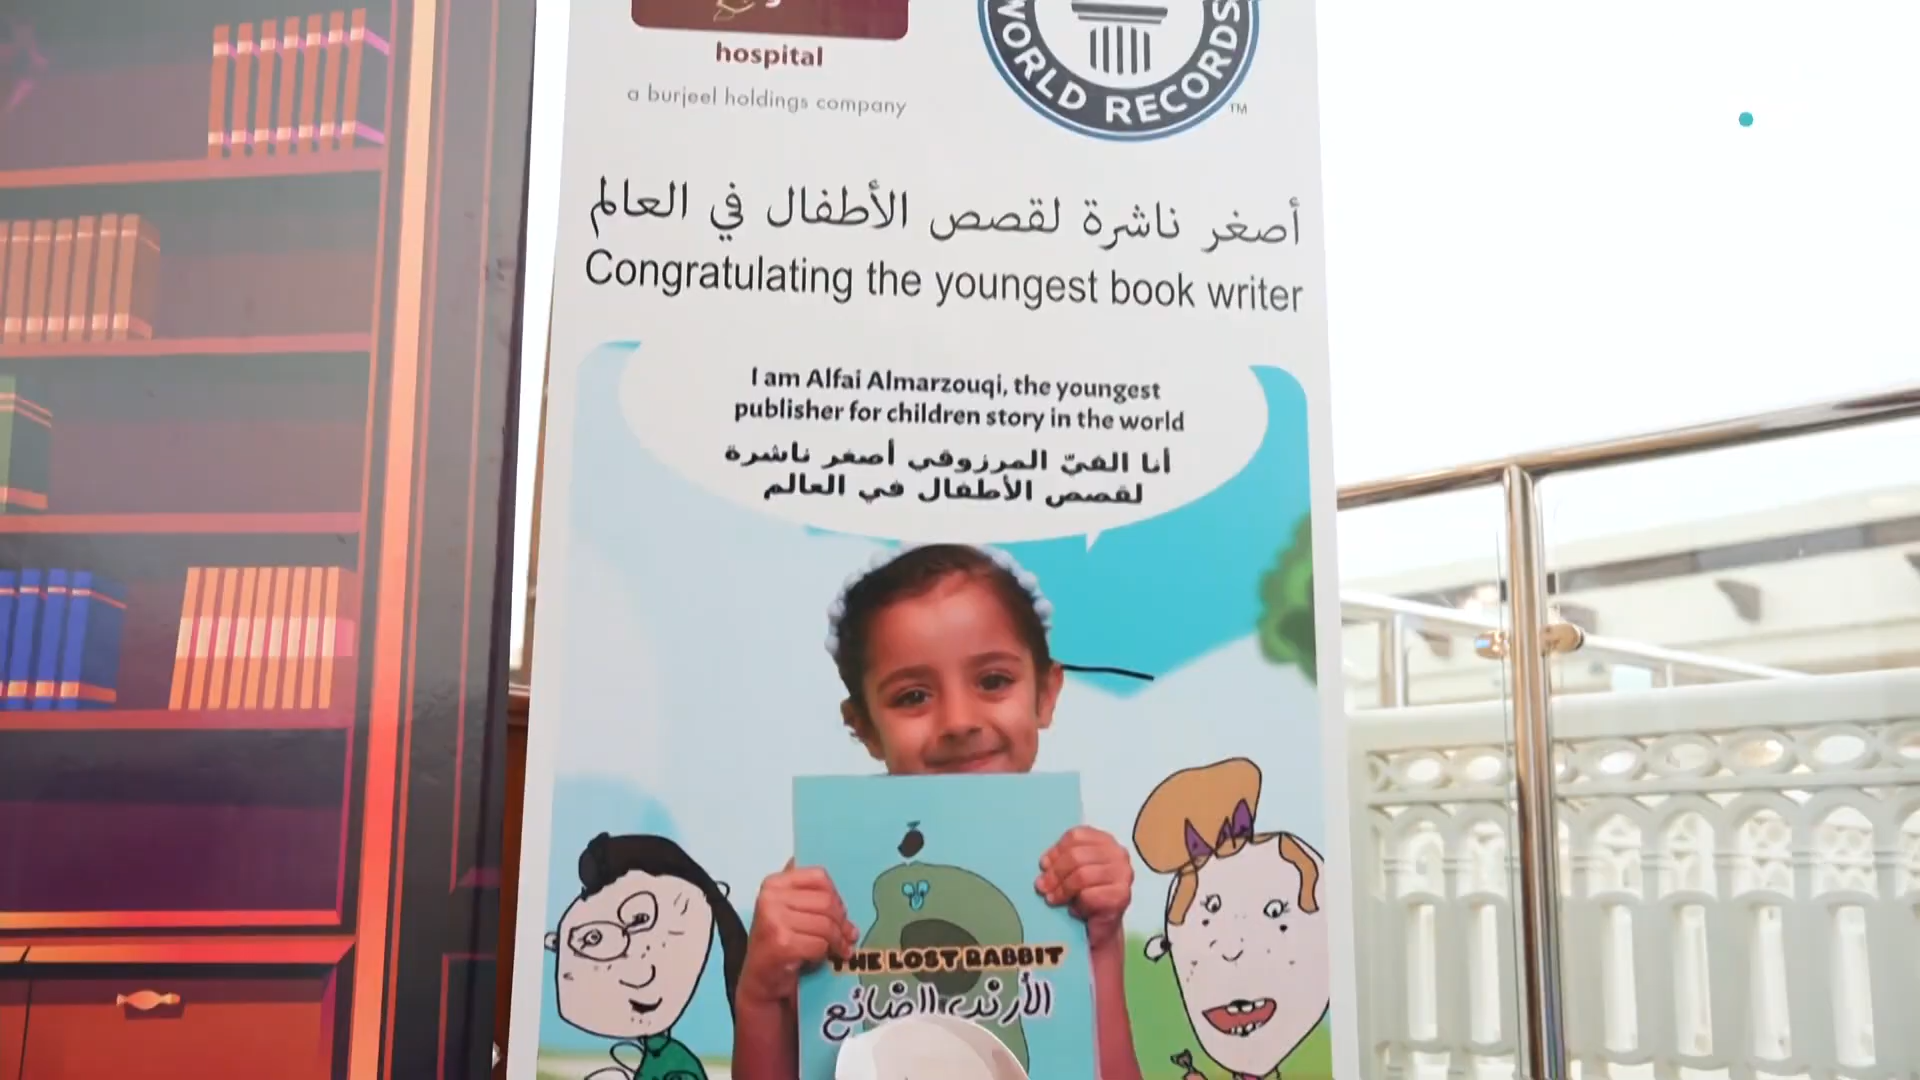 hospital
a burjeel holdings company
WORLD RECORDS
TM
أصغر ناشرة لقصص الأطفال في العالم
Congratulating the youngest book writer
I am Alfai Almarzouqi, the youngest
publisher for children story in the world
أنا الفيّ المرزوقي أصغر ناشرة
لقصص الأطفال في العالم
THE LOST RABBIT
الأرنب الضائع